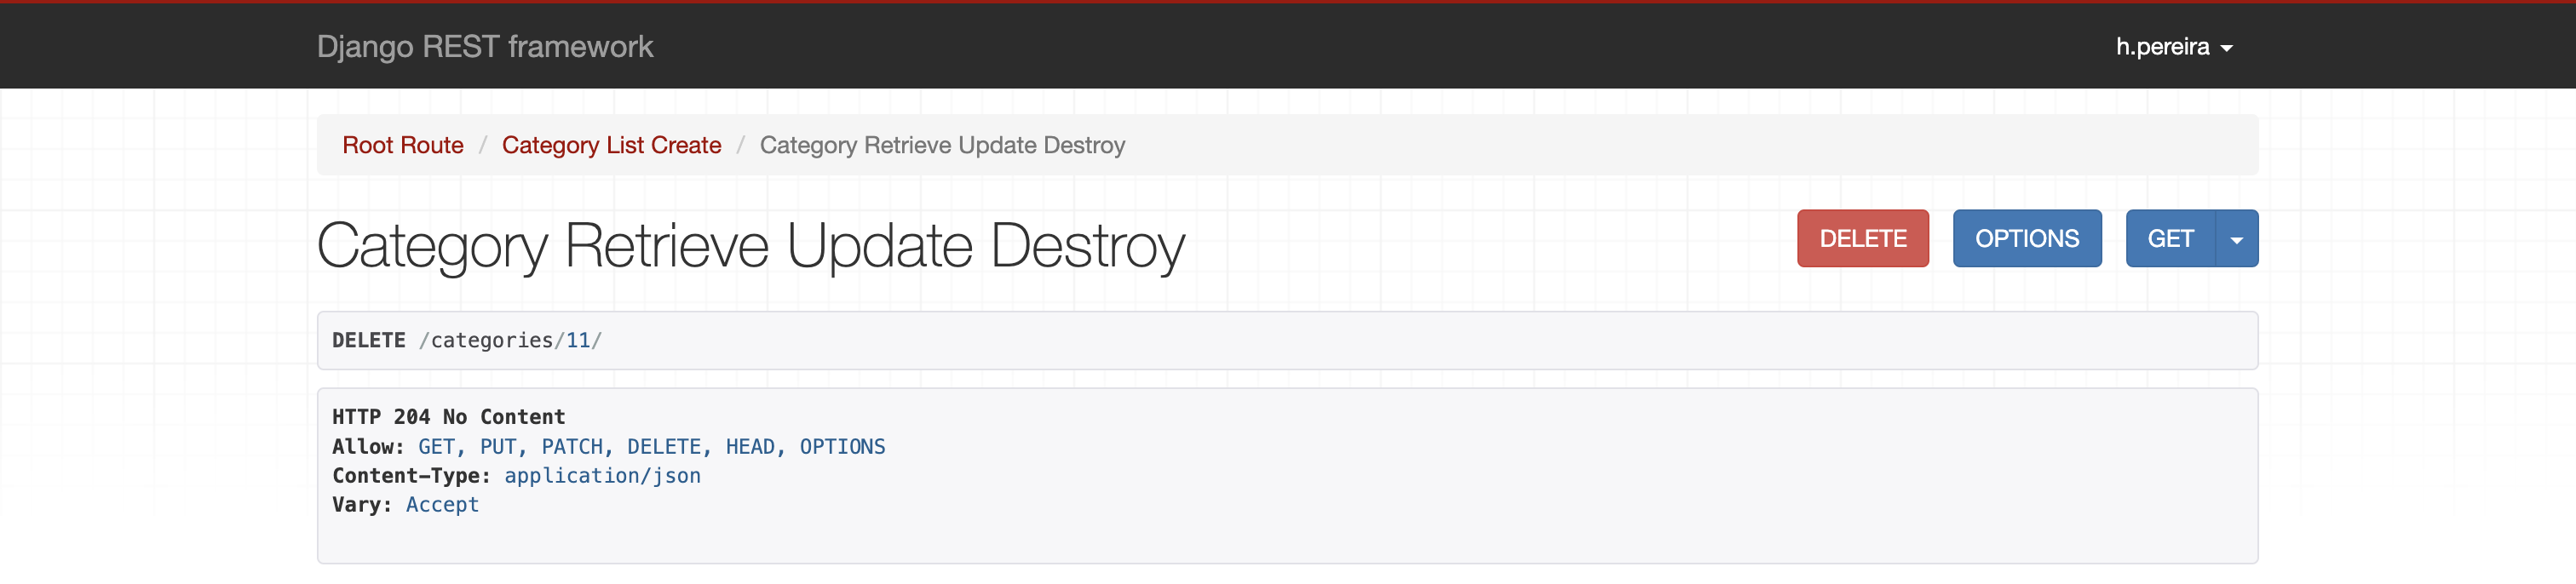 Django REST framework
h.pereira
Root Route / Category List Create / Category Retrieve Update Destroy
Category Retrieve Update Destroy
DELETE
OPTIONS
GET
DELETE /categories/11/
HTTP 204 No Content
Allow: GET, PUT, PATCH, DELETE, HEAD, OPTIONS
Content-Type: application/json
Vary: Accept